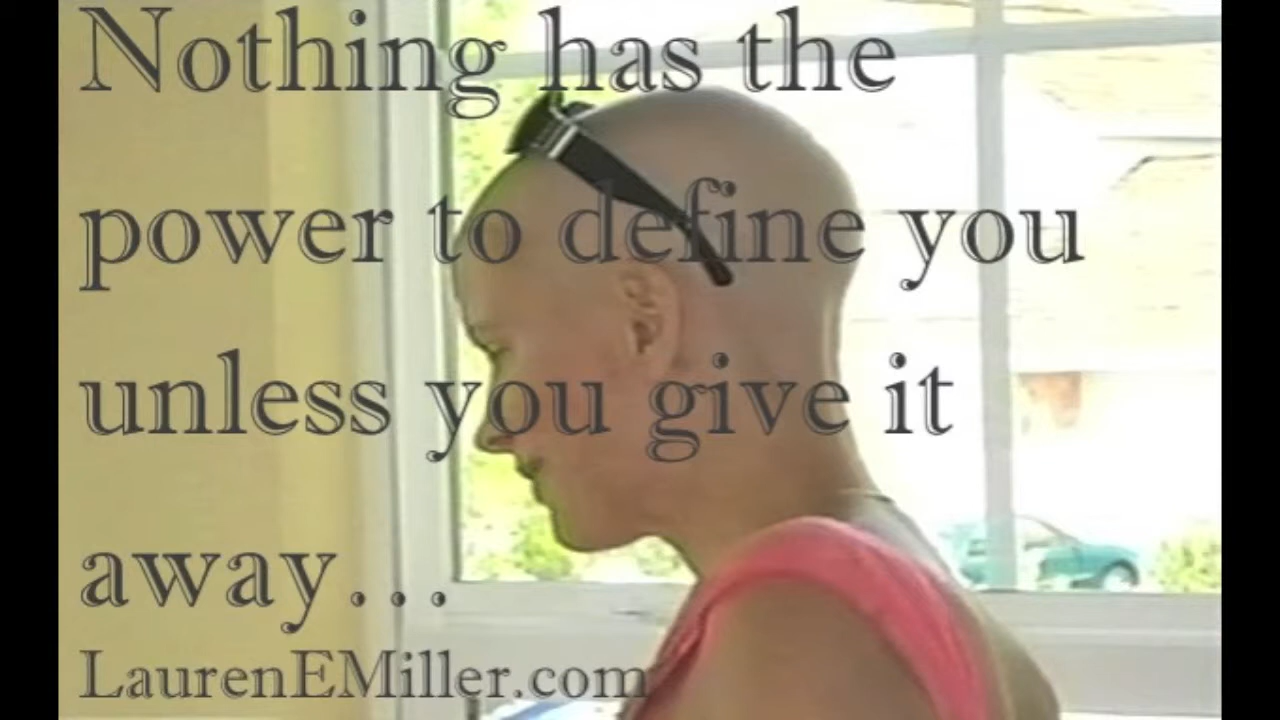 Nothing has the
power to define you
unless you give it
away...
LaurenEMiller.com